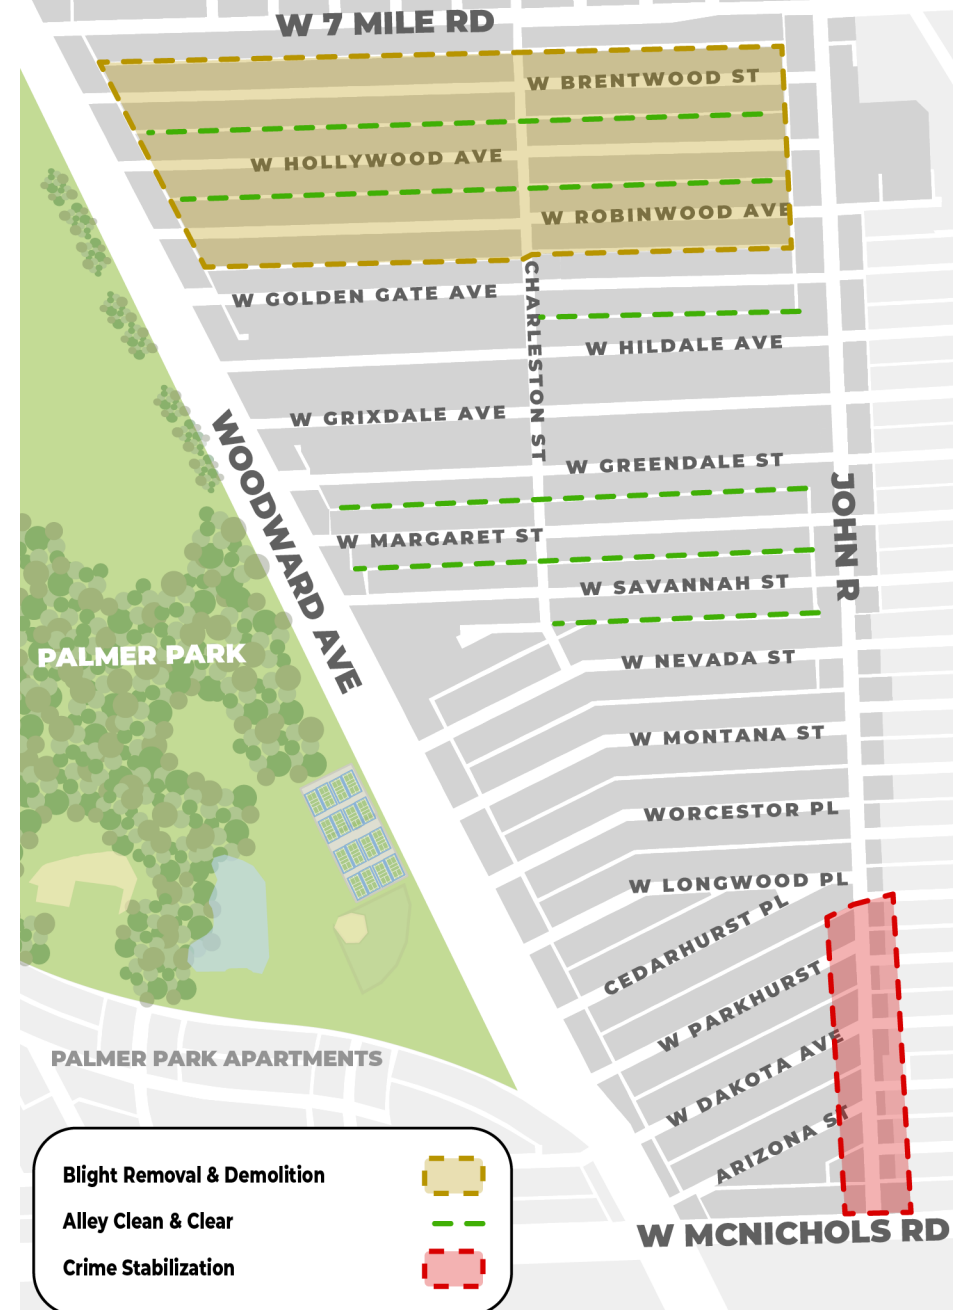 W 7 MILE RD
W BRENTWOOD ST
W HOLLYWOOD AVE
W ROBINWOOD AVE
W GOLDEN GATE AVE
CHARLESTON ST
W HILDALE AVE
W GRIXDALE AVE
WOODWARD AVE
W GREENDALE ST
JOHN R
W MARGARET ST
W SAVANNAH ST
PALMER PARK
W NEVADA ST
W MONTANA ST
WORCESTOR PL
W LONGWOOD PL
CEDARHURST PL
W PARKHURST
W DAKOTA AVE
ARIZONA ST
PALMER PARK APARTMENTS
Blight Removal & Demolition
Alley Clean & Clear
Crime Stabilization
W MCNICHOLS RD